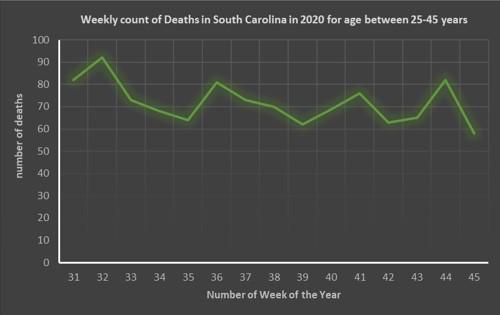 Weekly count of Deaths in South Carolina in 2020 for age between 25-45 years
number of deaths
100
90
80
70
60
50
40
30
20
10
0
31 32 33 34 35 36 37 38 39 40 41 42 43 44 45
Number of Week of the Year